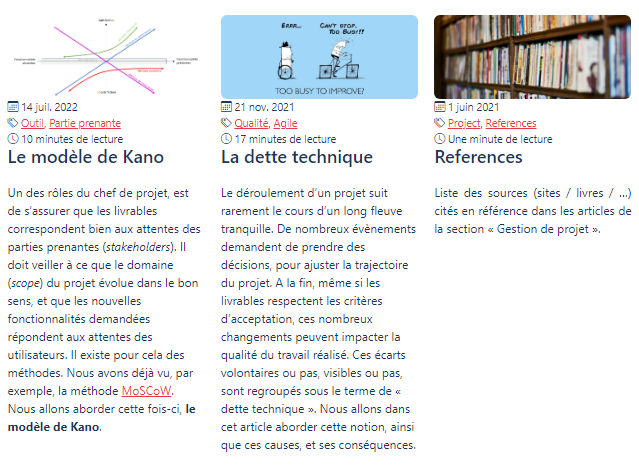 ERRR...
CAN'T STOP.
TOO BUSY!!
TOO BUSY TO IMPROVE?
14 juil. 2022
Outil, Partie prenante
10 minutes de lecture
Le modèle de Kano
Un des rôles du chef de projet, est
de s'assurer que les livrables
correspondent bien aux attentes des
parties prenantes (stakeholders). Il
doit veiller à ce que le domaine
(scope) du projet évolue dans le bon
sens, et que les nouvelles
fonctionnalités demandées
répondent aux attentes des
utilisateurs. Il existe pour cela des
méthodes. Nous avons déjà vu, par
exemple, la méthode MoSCoW.
Nous allons aborder cette fois-ci, le
modèle de Kano.
21 nov. 2021
Qualité, Agile
17 minutes de lecture
La dette technique
Le déroulement d'un projet suit
rarement le cours d'un long fleuve
tranquille. De nombreux évènements
demandent de prendre des
décisions, pour ajuster la trajectoire
du projet. A la fin, même si les
livrables respectent les critères
d'acceptation, ces nombreux
changements peuvent impacter la
qualité du travail réalisé. Ces écarts
volontaires ou pas, visibles ou pas,
sont regroupés sous le terme de «
dette technique ». Nous allons dans
cet article aborder cette notion, ainsi
que ces causes, et ses conséquences.
1 juin 2021
Project, References
Une minute de lecture
References
Liste des sources (sites / livres / ...)
cités en référence dans les articles de
la section « Gestion de projet ».